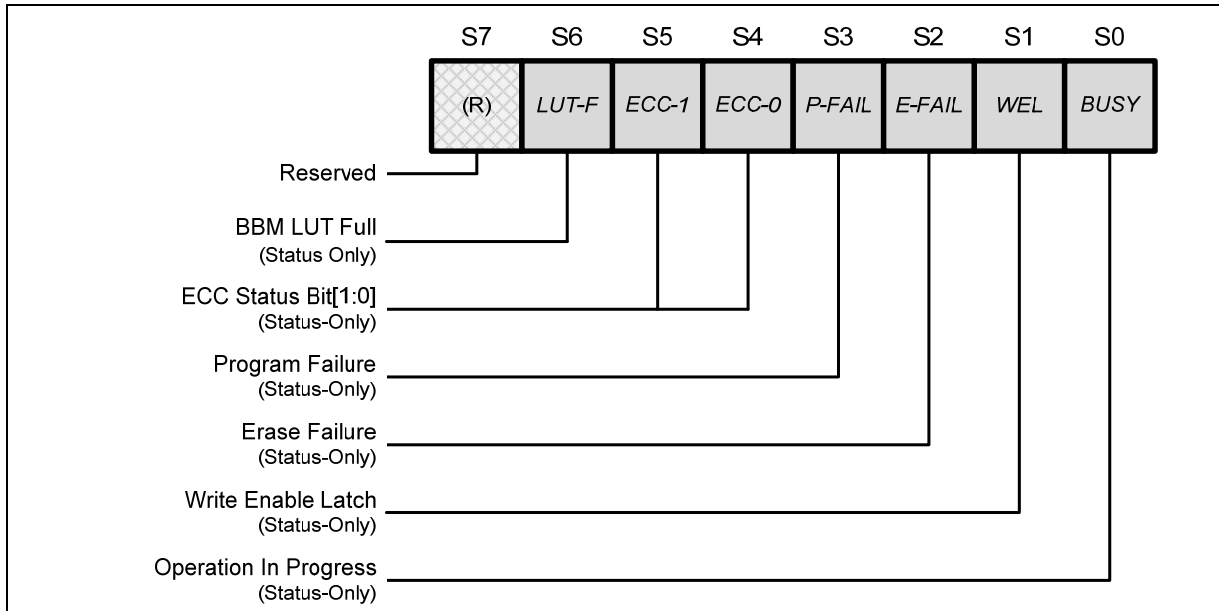 S7 S6 S5 S4 S3 S2 S1 S0
(R) LUT-F ECC-1 ECC-0 P-FAIL E-FAIL WEL BUSY
Reserved
BBM LUT Full
(Status Only)
ECC Status Bit[1:0]
(Status-Only)
Program Failure
(Status-Only)
Erase Failure
(Status-Only)
Write Enable Latch
(Status-Only)
Operation In Progress
(Status-Only)